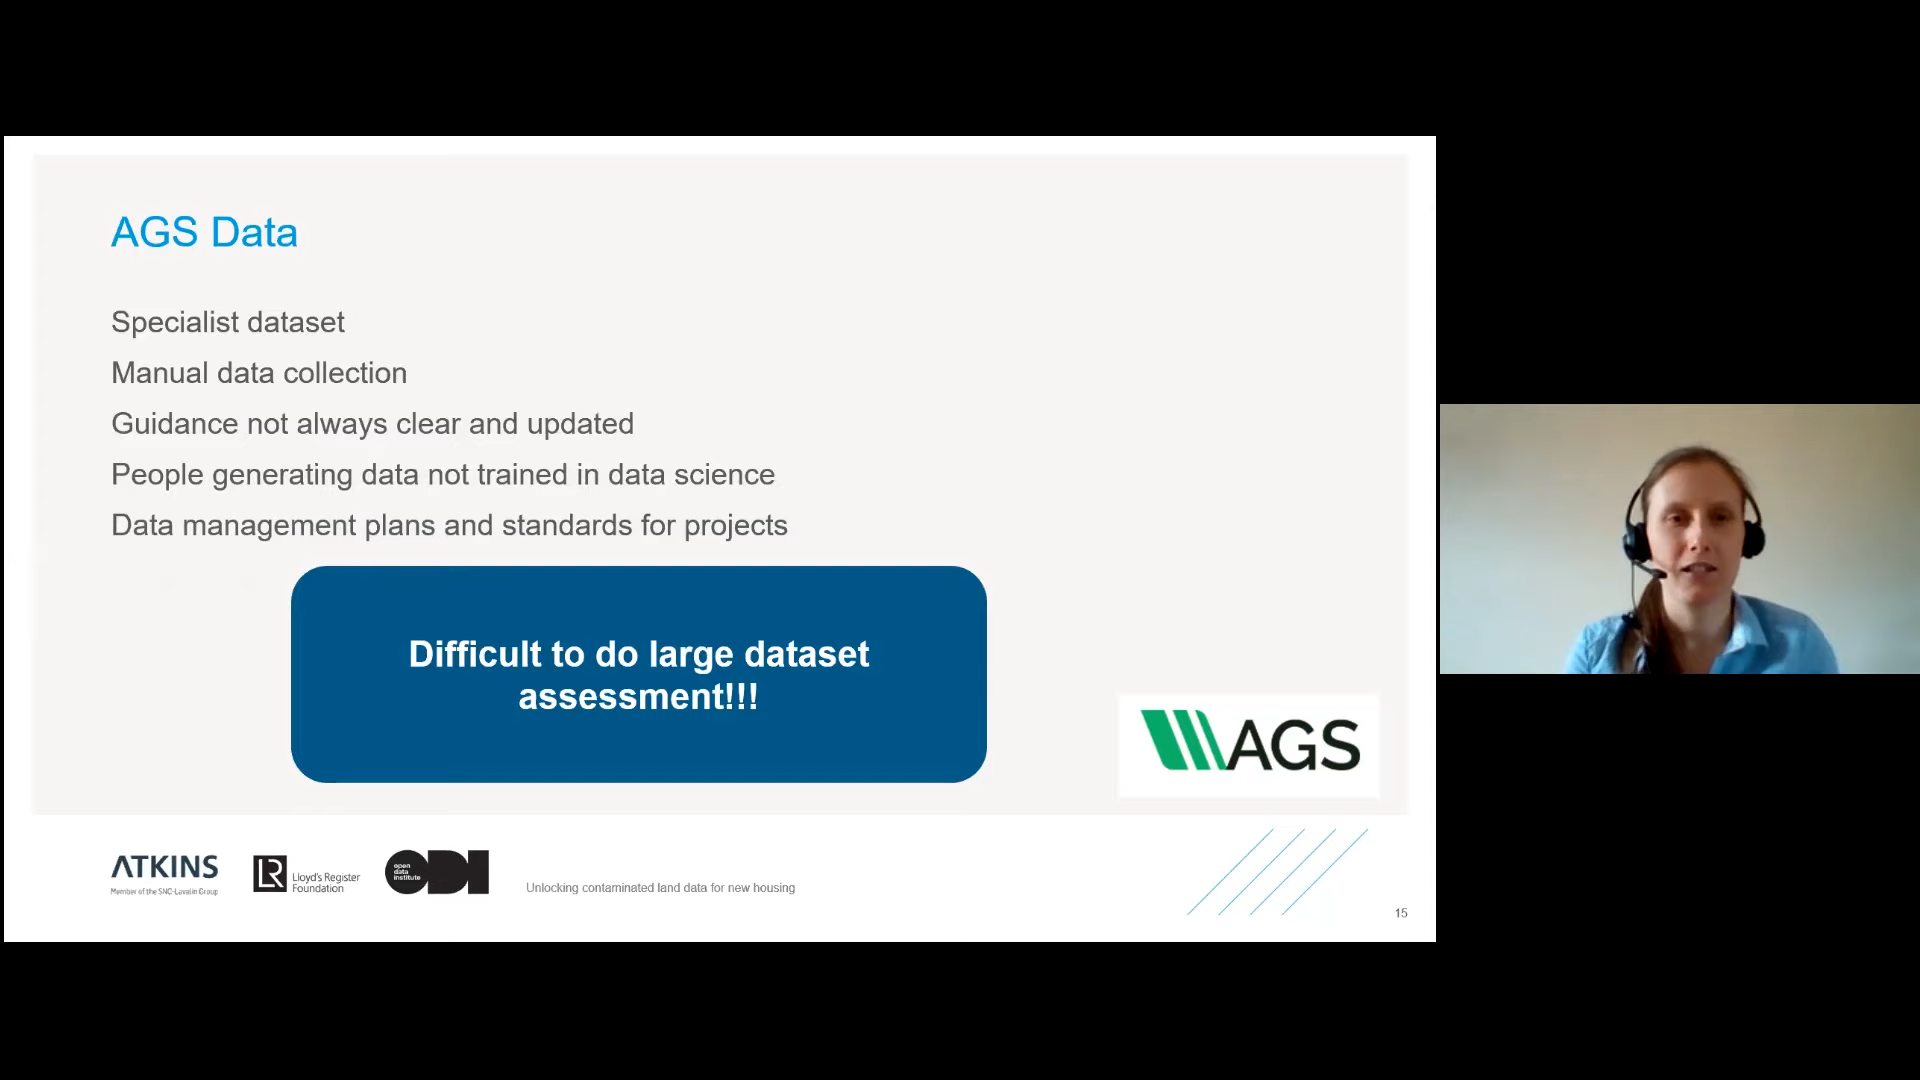 AGS Data
Specialist dataset
Manual data collection
Guidance not always clear and updated
People generating data not trained in data science
Data management plans and standards for projects
Difficult to do large dataset
assessment!!!
AGS
ATKINS
Member of the SNC-Lavalin Group
LR
Lloyd's Register
Foundation
open
data
institute
ODI
Unlocking contaminated land data for new housing
15